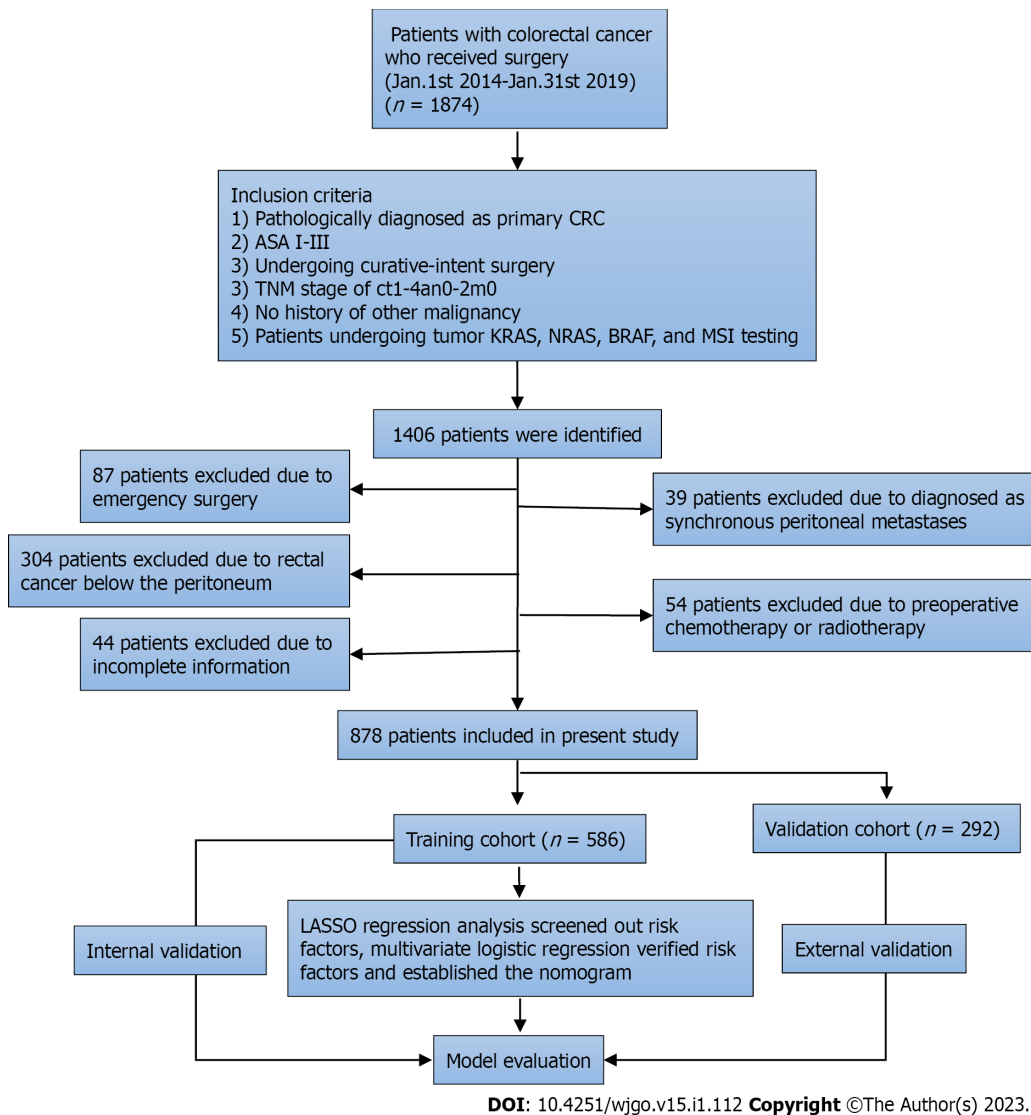 Patients with colorectal cancer
who received surgery
(Jan.1st 2014-Jan.31st 2019)
(n = 1874)
Inclusion criteria
1) Pathologically diagnosed as primary CRC
2) ASA I-III
3) Undergoing curative-intent surgery
3) TNM stage of ct1-4an0-2m0
4) No history of other malignancy
5) Patients undergoing tumor KRAS, NRAS, BRAF, and MSI testing
1406 patients were identified
87 patients excluded due to
emergency surgery
39 patients excluded due to diagnosed as
synchronous peritoneal metastases
304 patients excluded due to rectal
cancer below the peritoneum
54 patients excluded due to preoperative
chemotherapy or radiotherapy
44 patients excluded due to
incomplete information
878 patients included in present study
Training cohort (n = 586)
Validation cohort (n = 292)
LASSO regression analysis screened out risk
factors, multivariate logistic regression verified risk
factors and established the nomogram
Internal validation
External validation
Model evaluation
DOI: 10.4251/wjgo.v15.i1.112 Copyright ©The Author(s) 2023.